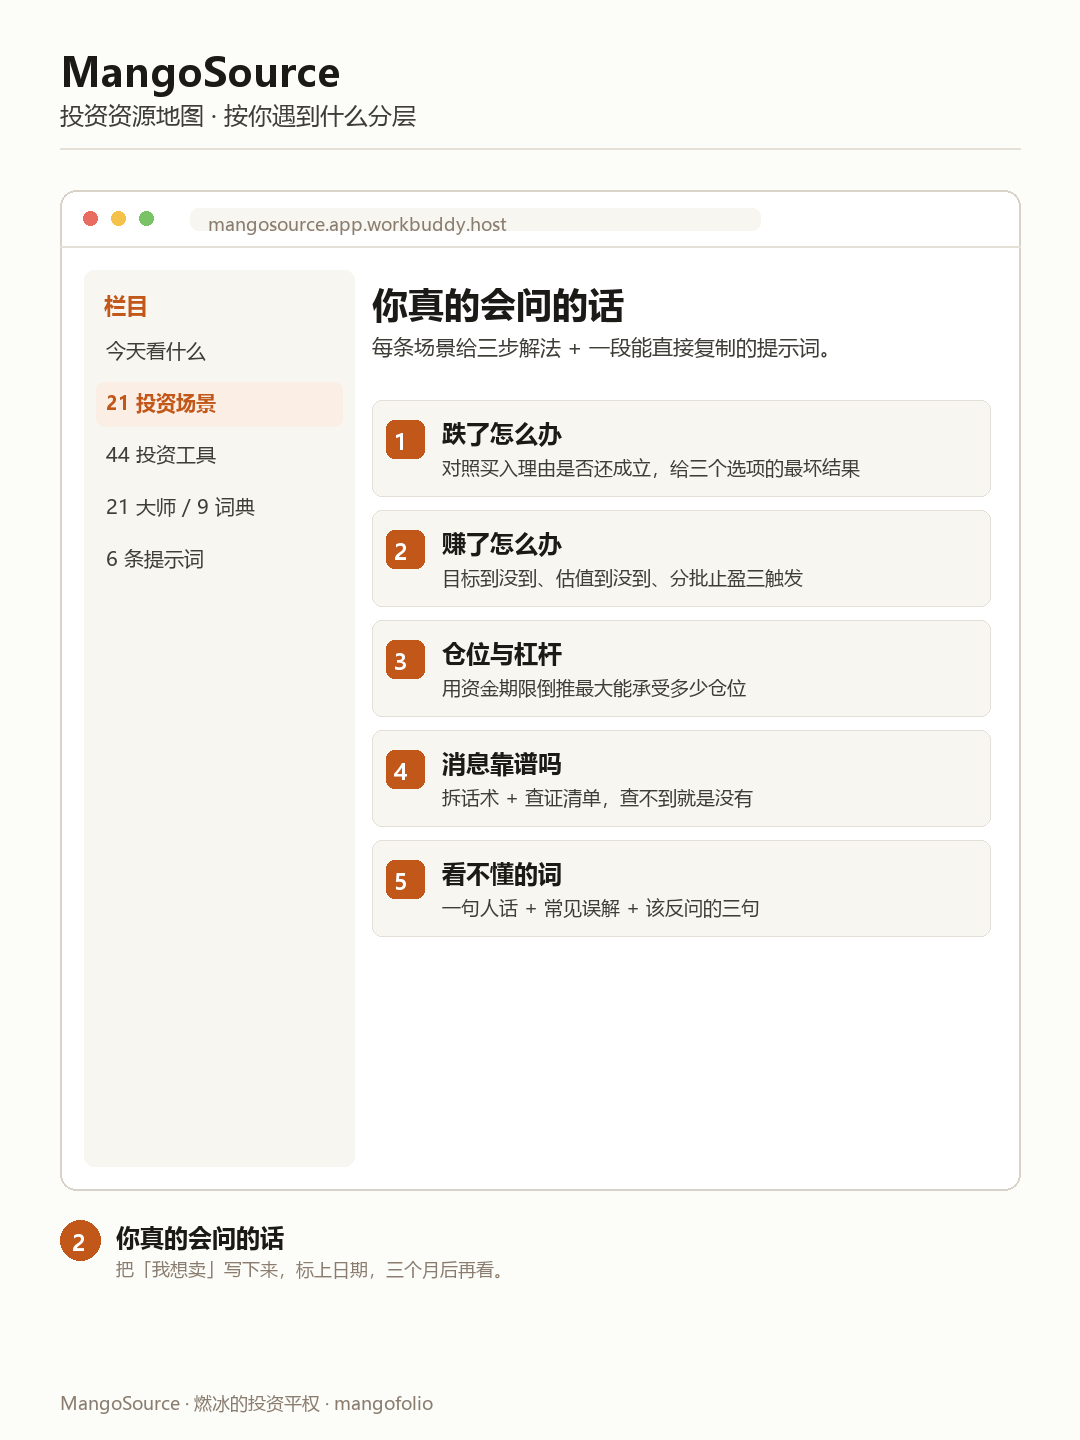 MangoSource
投资资源地图 · 按你遇到什么分层
mangosource.app.workbuddy.host
栏目
今天看什么
21 投资场景
44 投资工具
21 大师 / 9 词典
6 条提示词
你真的会问的话
每条场景给三步解法 + 一段能直接复制的提示词。
1
跌了怎么办
对照买入理由是否还成立，给三个选项的最坏结果
2
赚了怎么办
目标到没到、估值到没到、分批止盈三触发
3
仓位与杠杆
用资金期限倒推最大能承受多少仓位
4
消息靠谱吗
拆话术 + 查证清单，查不到就是没有
5
看不懂的词
一句人话 + 常见误解 + 该反问的三句
2
你真的会问的话
把「我想卖」写下来，标上日期，三个月后再看。
MangoSource · 燃冰的投资平权 · mangofolio